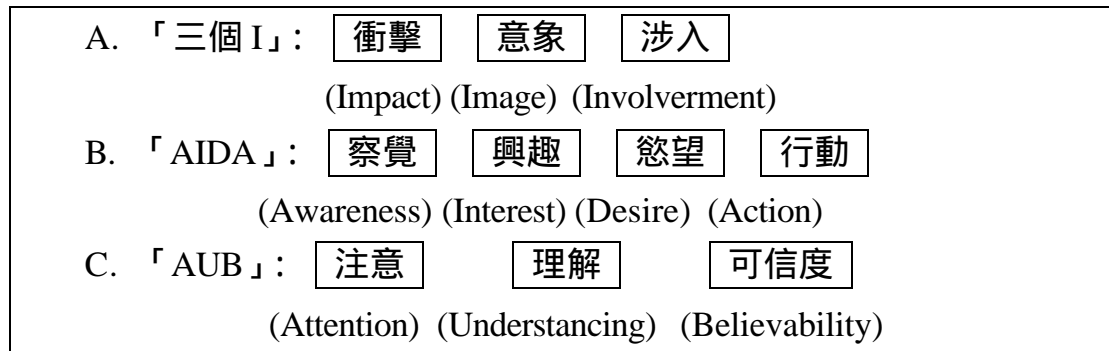 A. 「三個 I」： 衝擊 意象 涉入
(Impact) (Image) (Involverment)
B. 「AIDA」： 察覺 興趣 慾望 行動
(Awareness) (Interest) (Desire) (Action)
C. 「AUB」： 注意 理解 可信度
(Attention) (Understancing) (Believability)